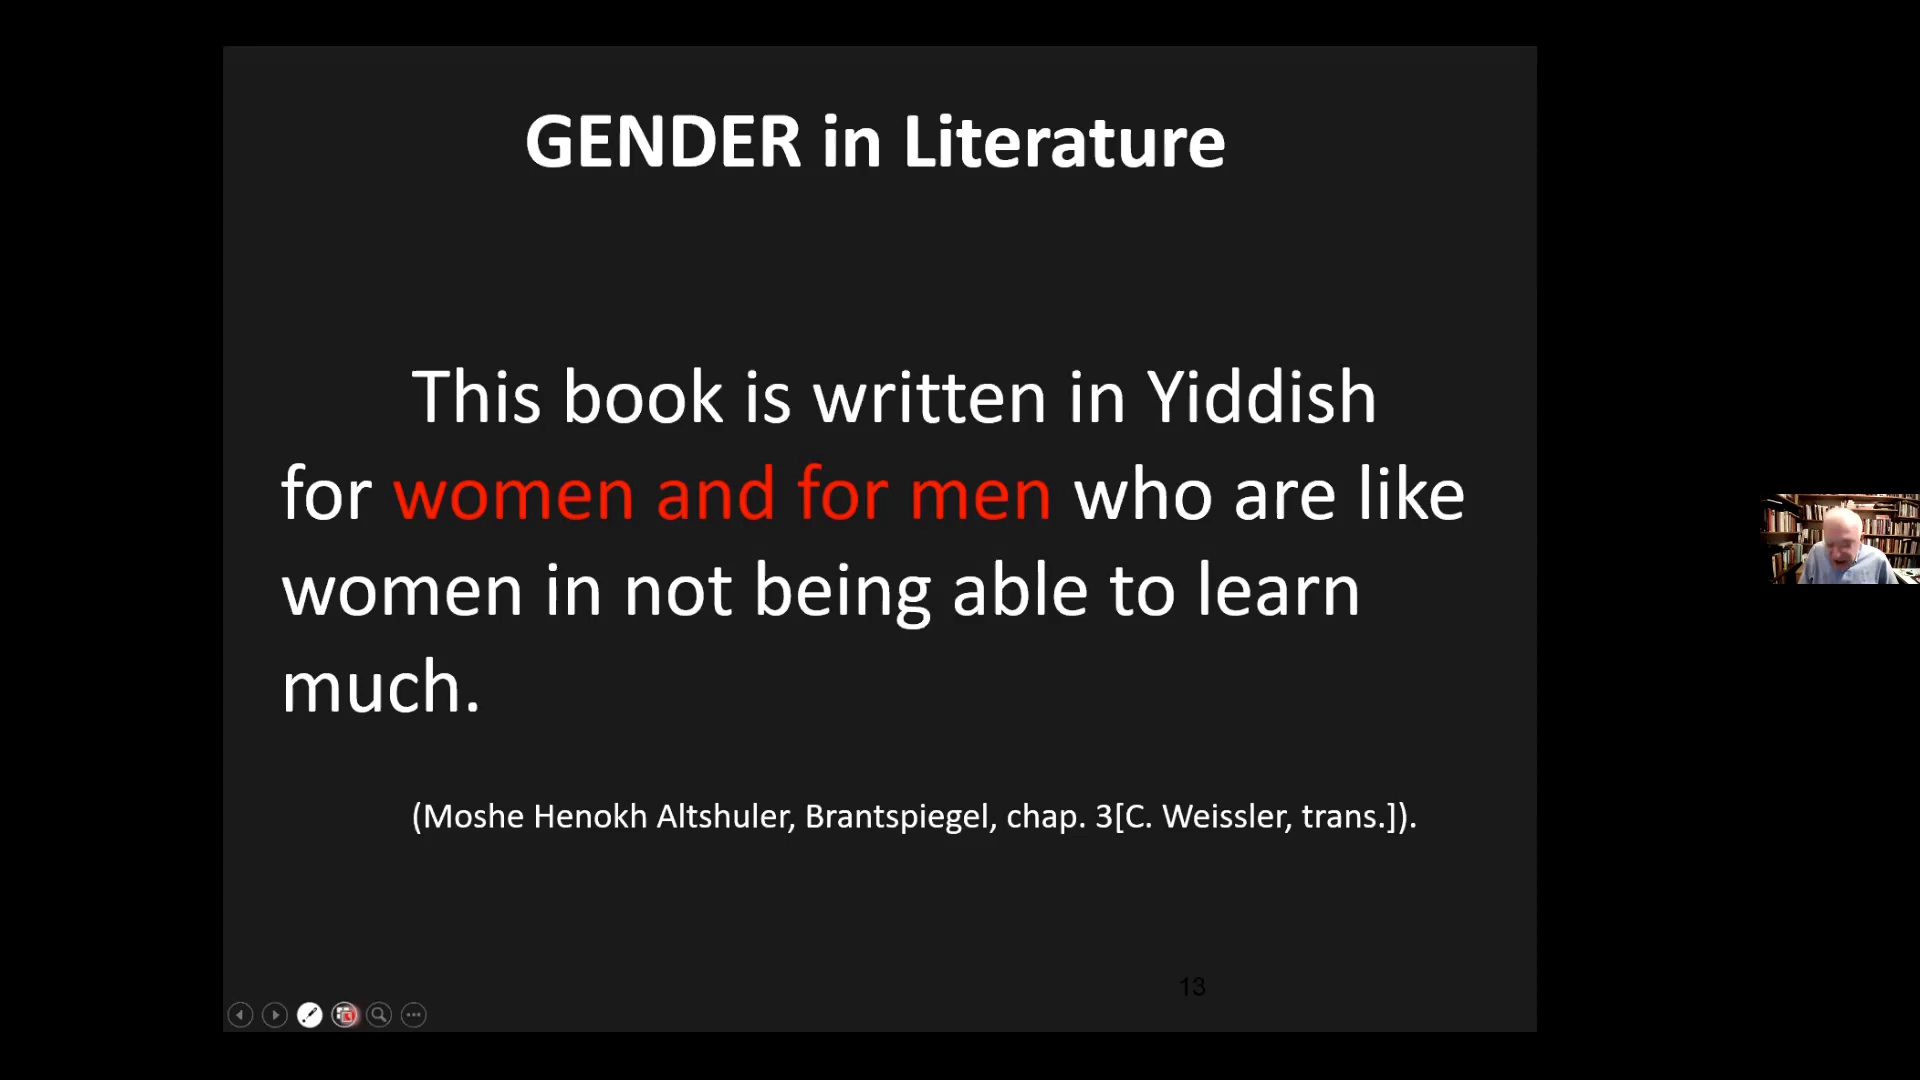 GENDER in Literature
This book is written in Yiddish
for women and for men who are like
women in not being able to learn
much.
(Moshe Henokh Altshuler, Brantspiegel, chap. 3[C. Weissler, trans.]).
13